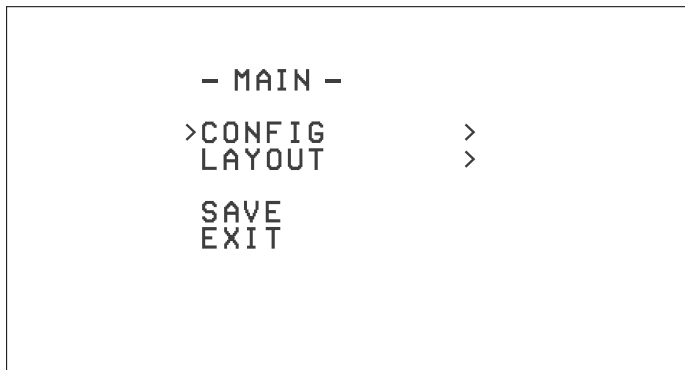 – MAIN –
>CONFIG >
LAYOUT >
SAVE
EXIT